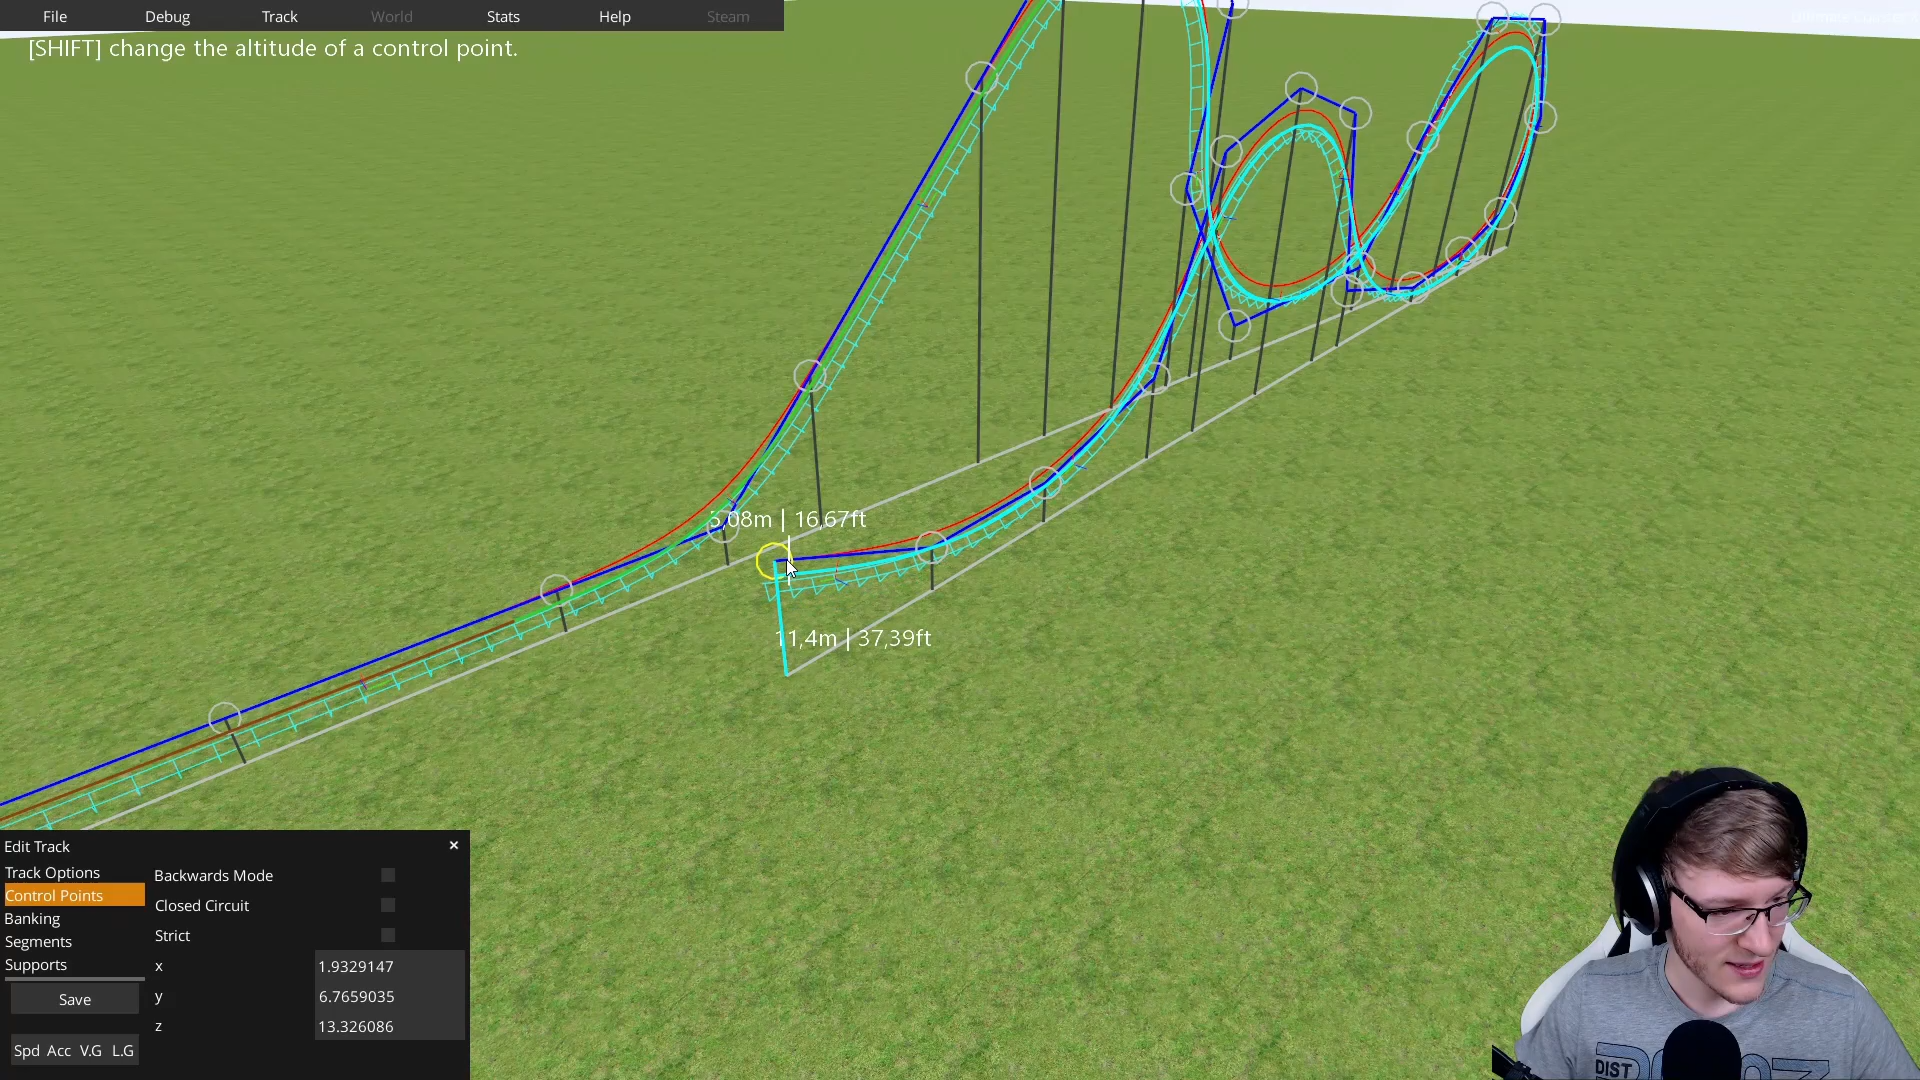 File Debug Track World Stats Help Steam
[SHIFT] change the altitude of a control point.
5,08m | 16,67ft
11,4m | 37,39ft
Edit Track ×
Track Options
Control Points
Banking
Segments
Supports
Save
Spd Acc V.G L.G
Backwards Mode
Closed Circuit
Strict
x 1.9329147
y 6.7659035
z 13.326086
DIST